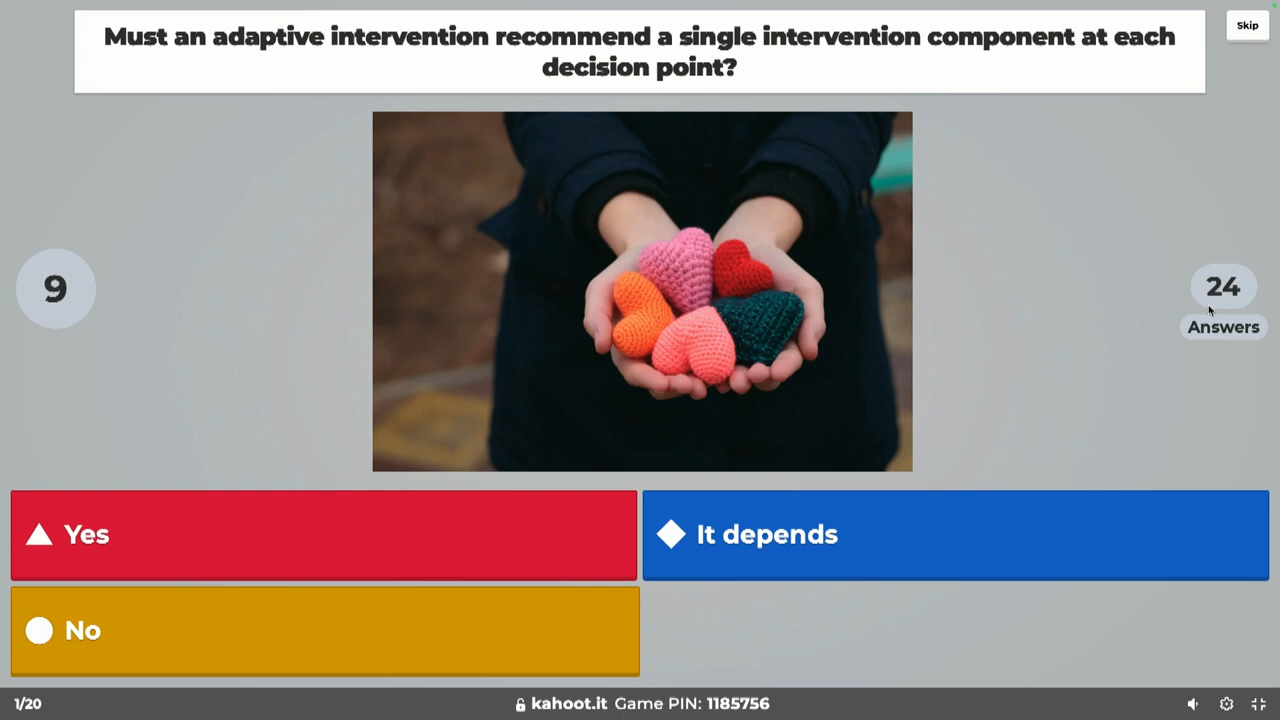 Must an adaptive intervention recommend a single intervention component at each
decision point?
Skip
9
24
Answers
Yes
It depends
No
1/20
kahoot.it Game PIN: 1185756